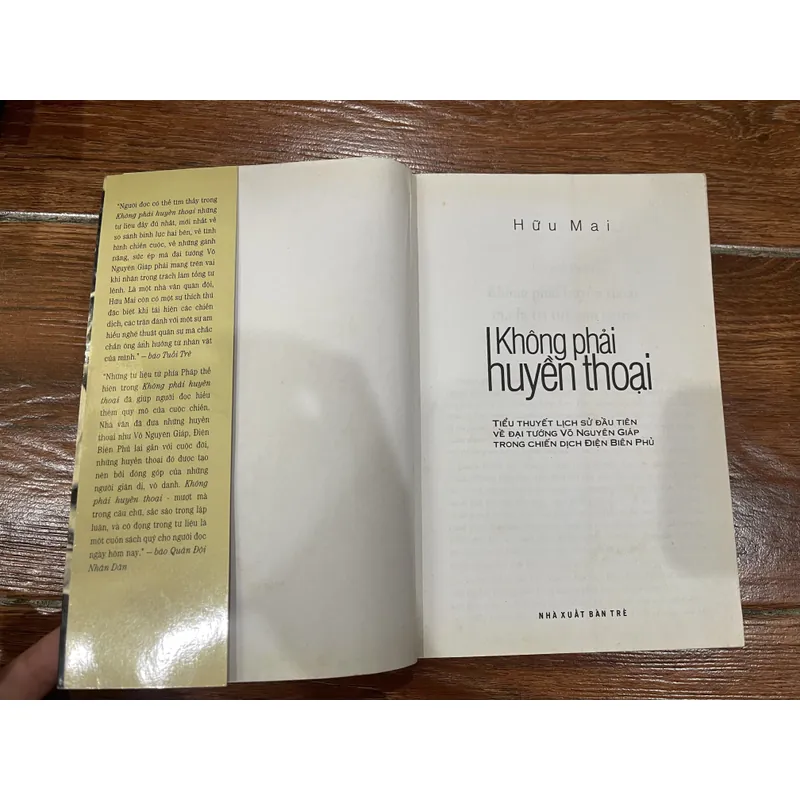 "Người đọc có thể tìm thấy trong
Không phải huyền thoại những
tư liệu đầy đủ nhất, mới nhất về
so sánh binh lực hai bên, về tình
hình chiến cuộc, về những gánh
nặng, sức ép mà đại tướng Võ
Nguyên Giáp phải mang trên vai
khi nhận trọng trách làm tổng tư
lệnh. Là một nhà văn quân đội,
Hữu Mai còn có một sự thích thú
đặc biệt khi tái hiện các chiến
dịch, các trận đánh với một sự am
hiểu nghệ thuật quân sự mà chắc
chắn ông ảnh hưởng từ nhân vật
của mình." – báo Tuổi Trẻ
"Những tư liệu từ phía Pháp thể
hiện trong Không phải huyền
thoại đã giúp người đọc hiểu
thêm quy mô của cuộc chiến.
Nhà văn đã đưa những huyền
thoại như Võ Nguyên Giáp, Điện
Biên Phủ lại gần với cuộc đời,
những huyền thoại đó được tạo
nên bởi đóng góp của những
người giản dị, vô danh. Không
phải huyền thoại - mượt mà
trong câu chữ, sắc sảo trong lập
luận, và cô đọng trong tư liệu là
một cuốn sách quý cho người đọc
ngày hôm nay." – báo Quân Đội
Nhân Dân
Hữu Mai
Không phải
huyền thoại
TIỂU THUYẾT LỊCH SỬ ĐẦU TIÊN
VỀ ĐẠI TƯỚNG VÕ NGUYÊN GIÁP
TRONG CHIẾN DỊCH ĐIỆN BIÊN PHỦ
NHÀ XUẤT BẢN TRẺ